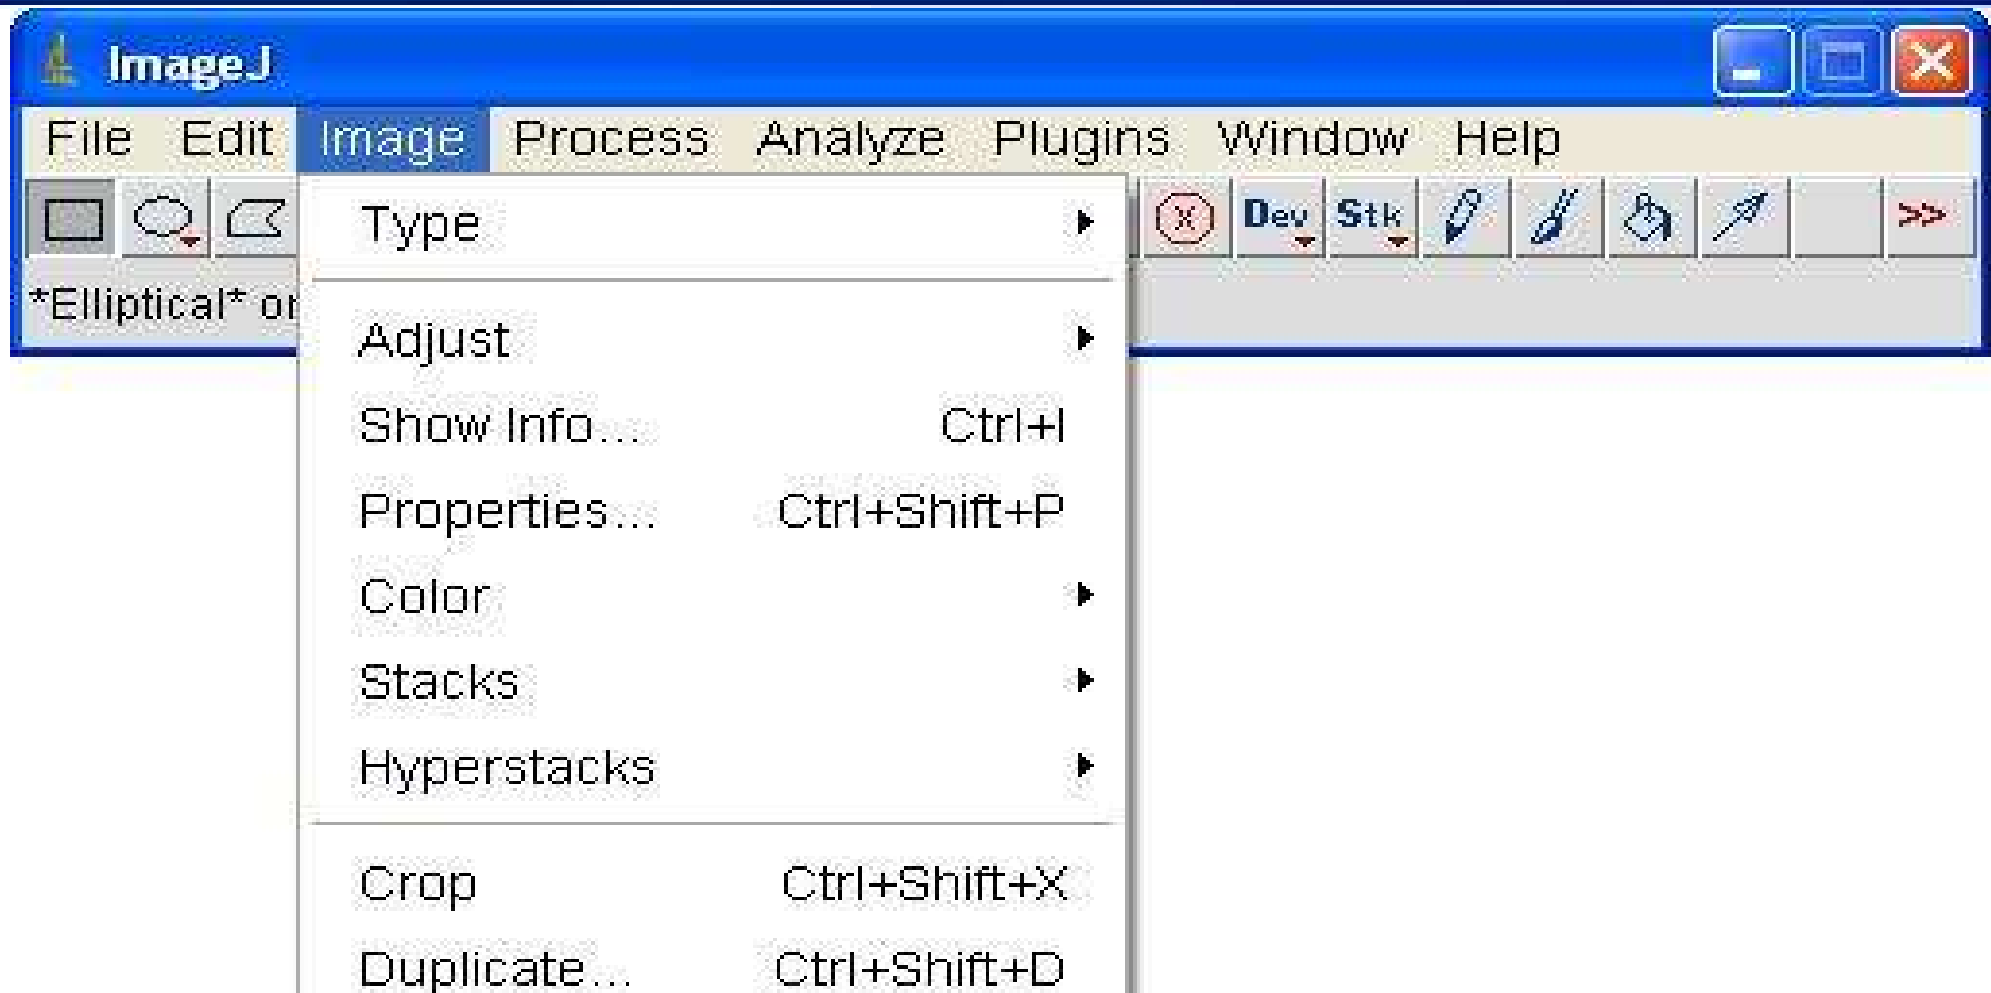 ImageJ
File Edit Image Process Analyze Plugins Window Help
Type
Dev Stk >>
*Elliptical* or
Adjust
Show Info... Ctrl+I
Properties... Ctrl+Shift+P
Color
Stacks
Hyperstacks
Crop Ctrl+Shift+X
Duplicate... Ctrl+Shift+D